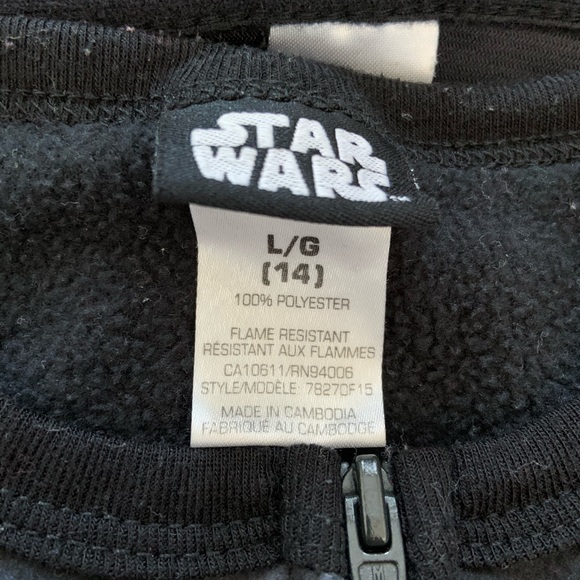 STAR
WARS™
L/G
(14)
100% POLYESTER
FLAME RESISTANT
RÉSISTANT AUX FLAMMES
CA10611/RN94006
STYLE/MODÈLE: 78270F15
MADE IN CAMBODIA
FABRIQUÉ AU CAMBODGE
M